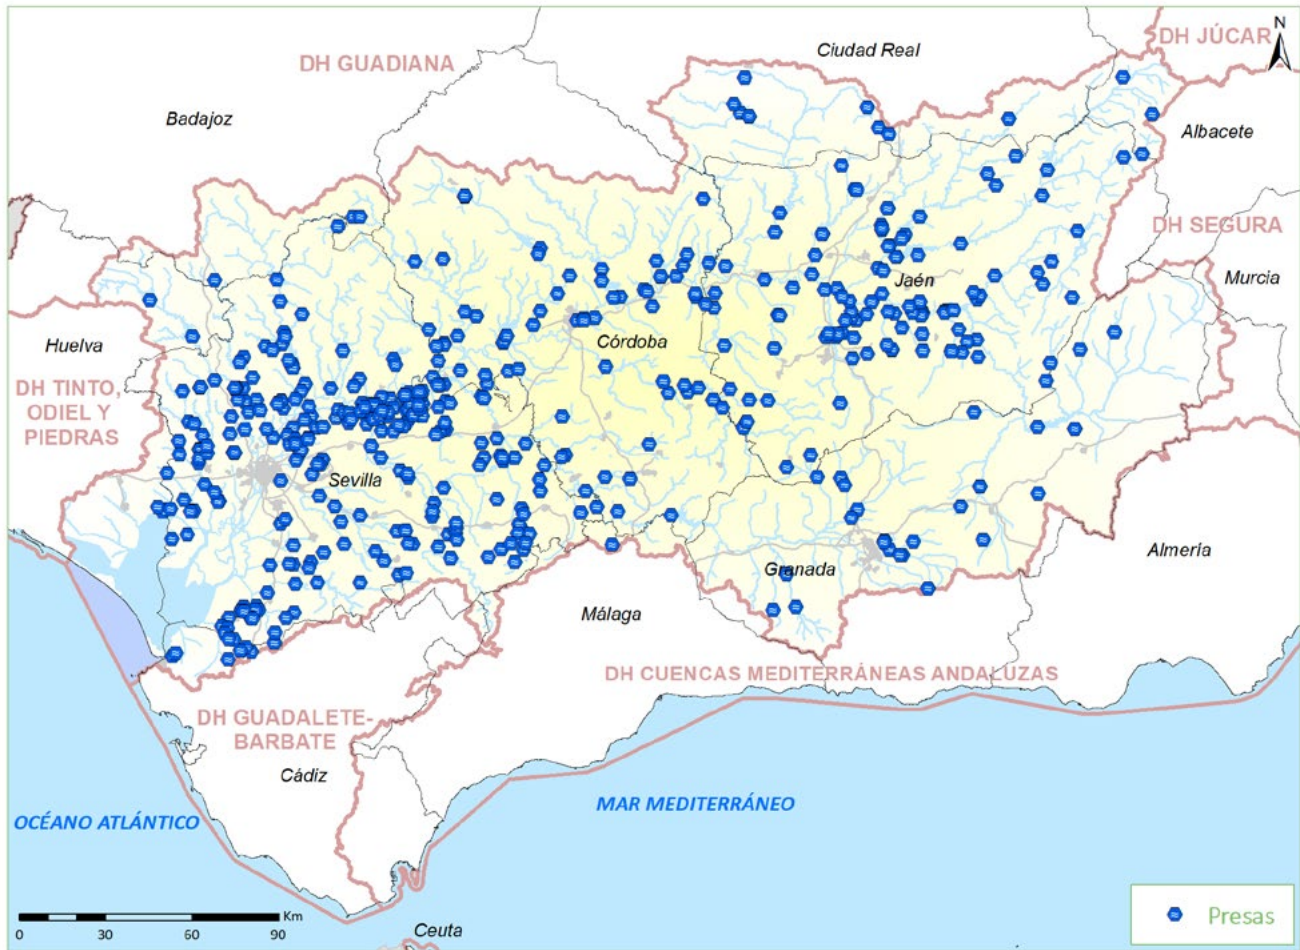 Ciudad Real
DH JÚCAR
N
DH GUADIANA
Badajoz
Albacete
DH SEGURA
Murcia
Jaén
Huelva
Córdoba
DH TINTO,
ODIEL Y
PIEDRAS
Sevilla
Almería
Granada
Málaga
DH CUENCAS MEDITERRÁNEAS ANDALUZAS
DH GUADALETE-
BARBATE
Cádiz
MAR MEDITERRÁNEO
OCÉANO ATLÁNTICO
Km
0 30 60 90
Ceuta
Presas